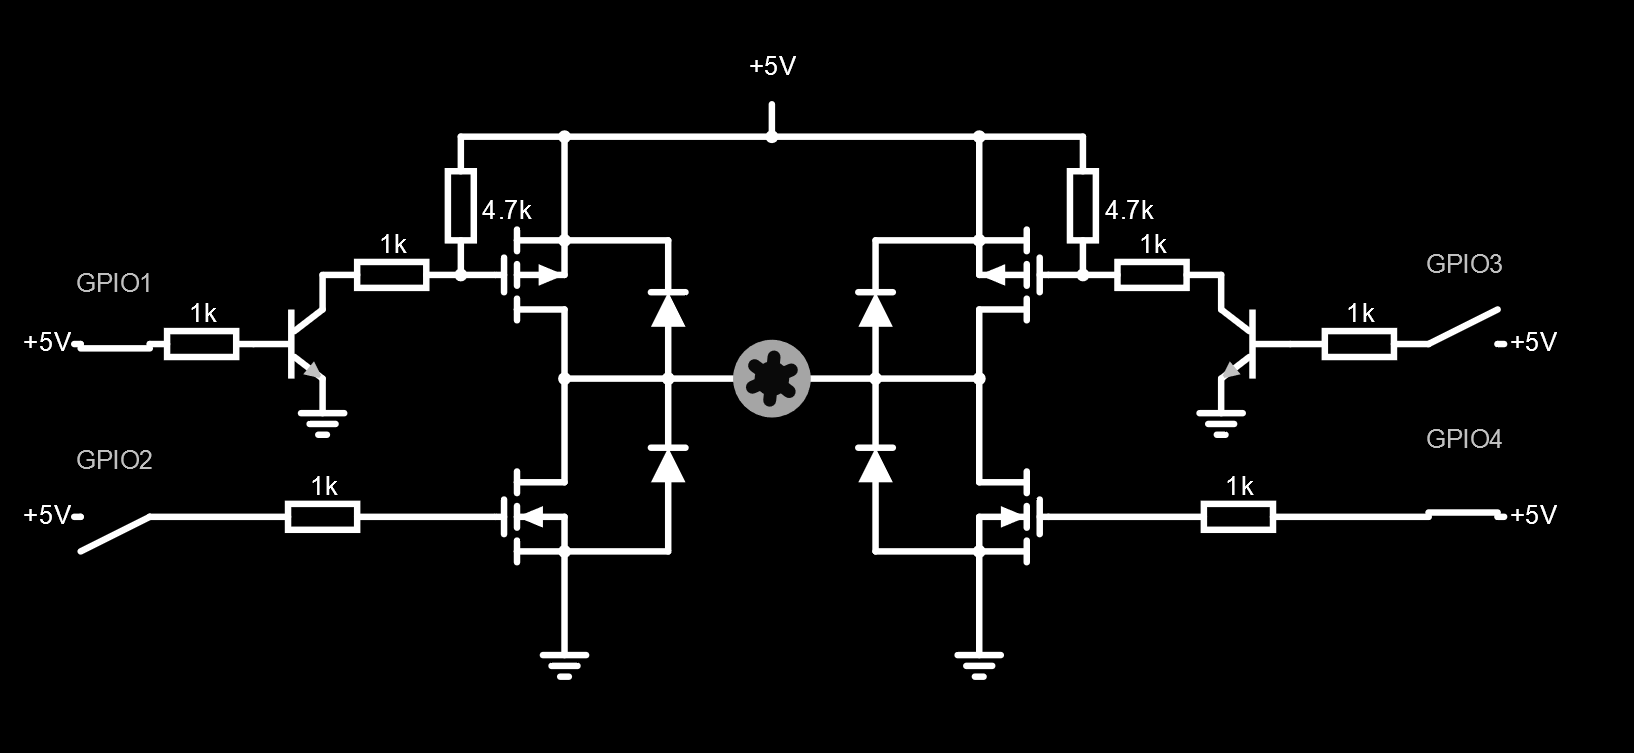 +5V
4.7k
4.7k
1k
1k
GPIO3
GPIO1
1k
1k
+5V
+5V
GPIO4
GPIO2
1k
1k
+5V
+5V